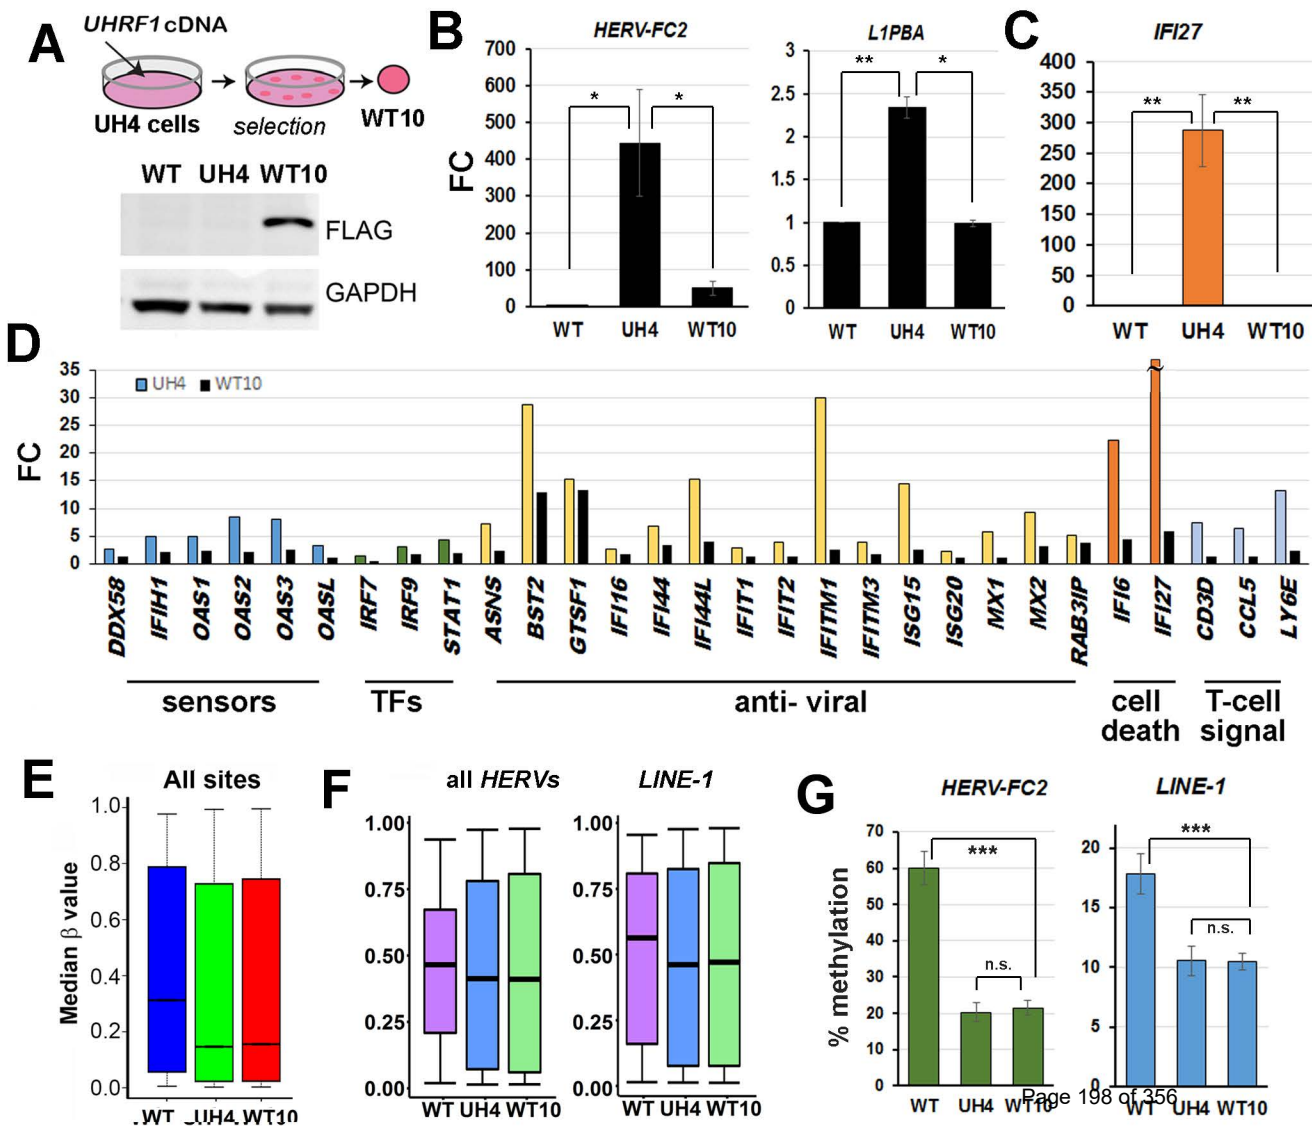 A
UHRF1 cDNA
UH4 cells
selection
WT10
WT UH4 WT10
FLAG
GAPDH
B
HERV-FC2
FC
700
600
500
400
300
200
100
0
*
*
WT UH4 WT10
L1PBA
3
2.5
2
1.5
1
0.5
0
**
*
WT UH4 WT10
C
IFI27
400
350
300
250
200
150
100
50
0
**
**
WT UH4 WT10
D
FC
35
30
25
20
15
10
5
0
UH4 WT10
~
DDX58 IFIH1 OAS1 OAS2 OAS3 OASL IRF7 IRF9 STAT1 ASNS BST2 GTSF1 IFI16 IFI44 IFI44L IFIT1 IFIT2 IFITM1 IFITM3 ISG15 ISG20 MX1 MX2 RAB3IP IFI6 IFI27 CD3D CCL5 LY6E
sensors TFs anti- viral cell T-cell
death signal
E
All sites
Median β value
1.0
0.8
0.6
0.4
0.2
0.0
WT UH4 WT10
F
all HERVs
1.00
0.75
0.50
0.25
0.00
WT UH4 WT10
LINE-1
1.00
0.75
0.50
0.25
0.00
WT UH4 WT10
G
HERV-FC2
% methylation
70
60
50
40
30
20
10
0
***
n.s.
WT UH4 WT10
LINE-1
20
15
10
5
0
***
n.s.
WT UH4 WT10
Page 198 of 356